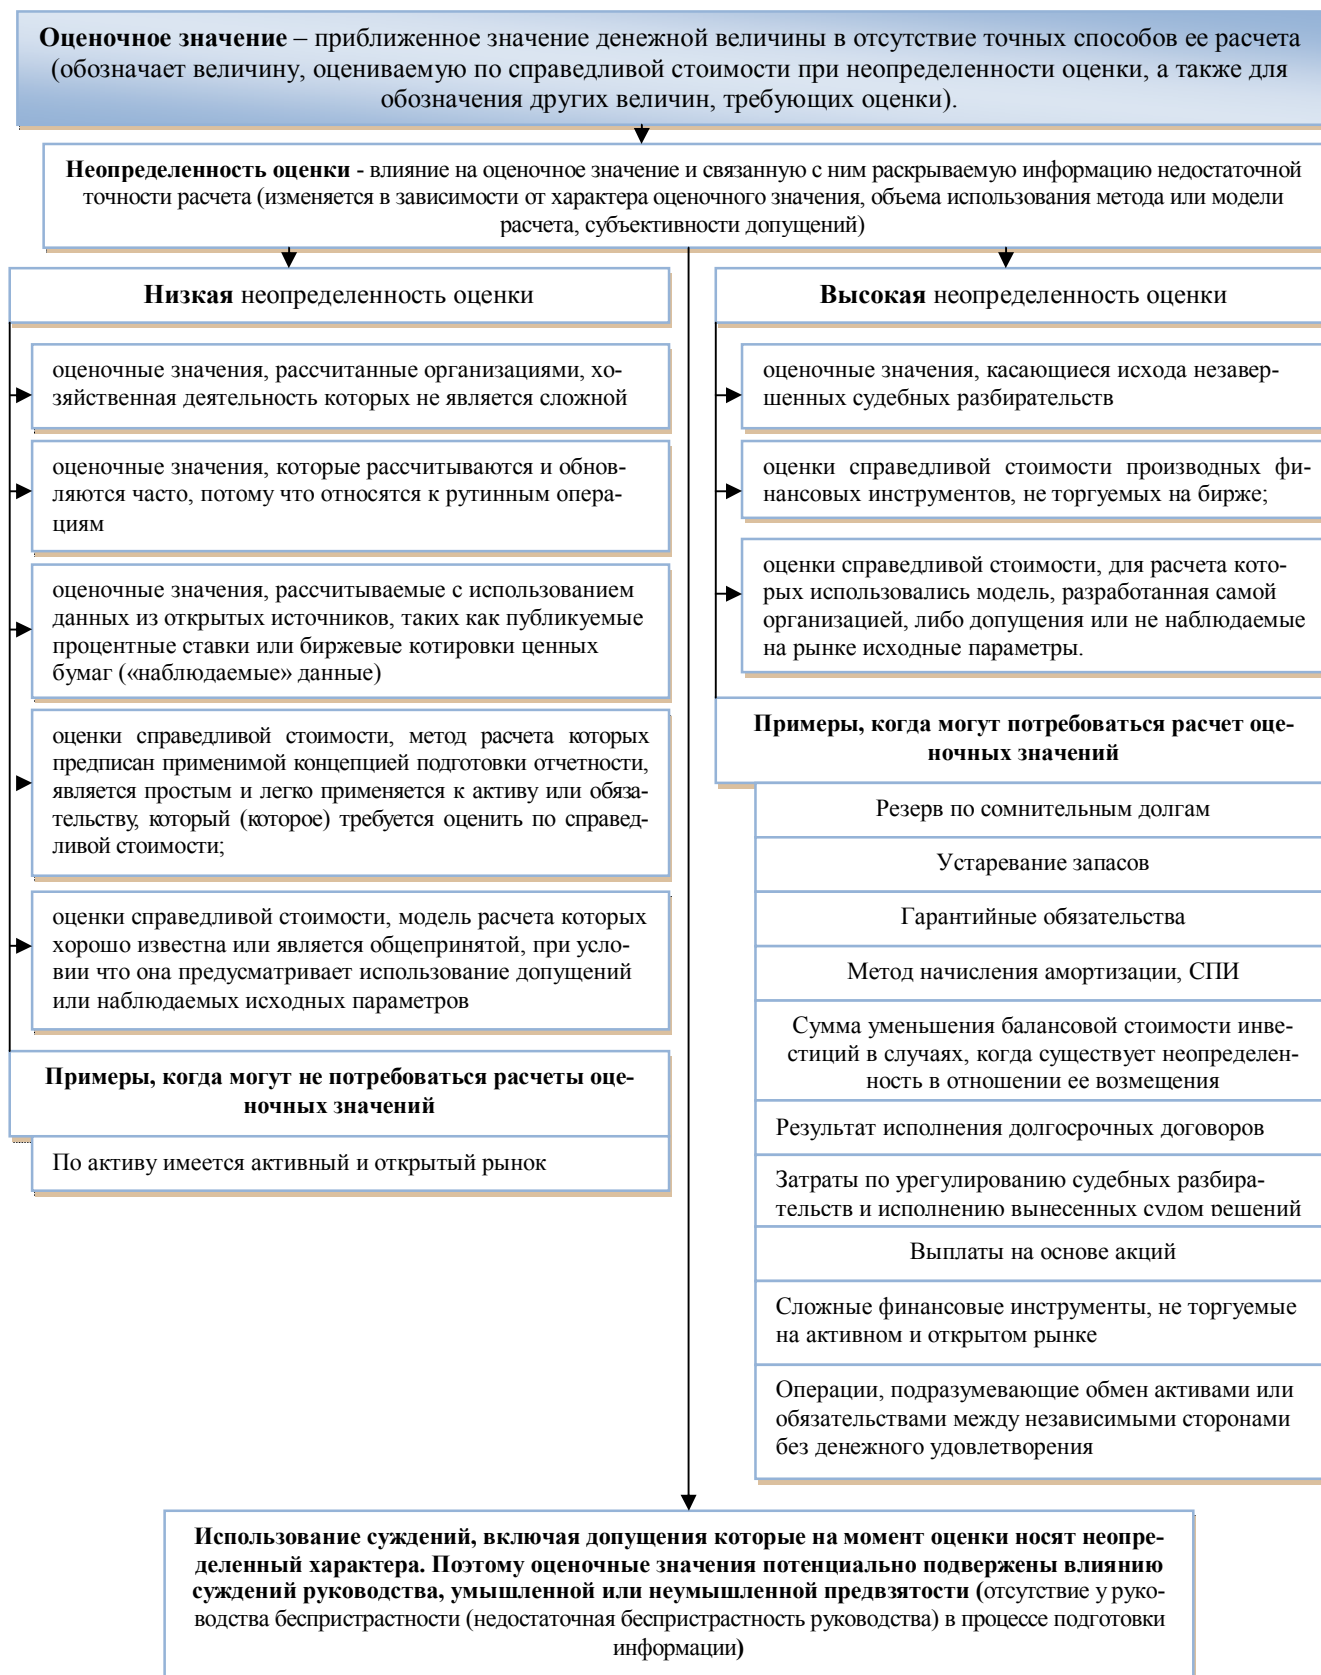 Оценочное значение – приближенное значение денежной величины в отсутствие точных способов ее расчета
(обозначает величину, оцениваемую по справедливой стоимости при неопределенности оценки, а также для
обозначения других величин, требующих оценки).
Неопределенность оценки - влияние на оценочное значение и связанную с ним раскрываемую информацию недостаточной
точности расчета (изменяется в зависимости от характера оценочного значения, объема использования метода или модели
расчета, субъективности допущений)
Низкая неопределенность оценки
оценочные значения, рассчитанные организациями, хо-
зяйственная деятельность которых не является сложной
оценочные значения, которые рассчитываются и обнов-
ляются часто, потому что относятся к рутинным опера-
циям
оценочные значения, рассчитываемые с использованием
данных из открытых источников, таких как публикуемые
процентные ставки или биржевые котировки ценных
бумаг («наблюдаемые» данные)
оценки справедливой стоимости, метод расчета которых
предписан применимой концепцией подготовки отчетности,
является простым и легко применяется к активу или обяза-
тельству, который (которое) требуется оценить по справед-
ливой стоимости;
оценки справедливой стоимости, модель расчета которых
хорошо известна или является общепринятой, при усло-
вии что она предусматривает использование допущений
или наблюдаемых исходных параметров
Примеры, когда могут не потребоваться расчеты оце-
ночных значений
По активу имеется активный и открытый рынок
Высокая неопределенность оценки
оценочные значения, касающиеся исхода незавер-
шенных судебных разбирательств
оценки справедливой стоимости производных фи-
нансовых инструментов, не торгуемых на бирже;
оценки справедливой стоимости, для расчета кото-
рых использовались модель, разработанная самой
организацией, либо допущения или не наблюдаемые
на рынке исходные параметры.
Примеры, когда могут потребоваться расчет оце-
ночных значений
Резерв по сомнительным долгам
Устаревание запасов
Гарантийные обязательства
Метод начисления амортизации, СПИ
Сумма уменьшения балансовой стоимости инве-
стиций в случаях, когда существует неопределен-
ность в отношении ее возмещения
Результат исполнения долгосрочных договоров
Затраты по урегулированию судебных разбира-
тельств и исполнению вынесенных судом решений
Выплаты на основе акций
Сложные финансовые инструменты, не торгуемые
на активном и открытом рынке
Операции, подразумевающие обмен активами или
обязательствами между независимыми сторонами
без денежного удовлетворения
Использование суждений, включая допущения которые на момент оценки носят неопре-
деленный характера. Поэтому оценочные значения потенциально подвержены влиянию
суждений руководства, умышленной или неумышленной предвзятости (отсутствие у руко-
водства беспристрастности (недостаточная беспристрастность руководства) в процессе подготовки
информации)